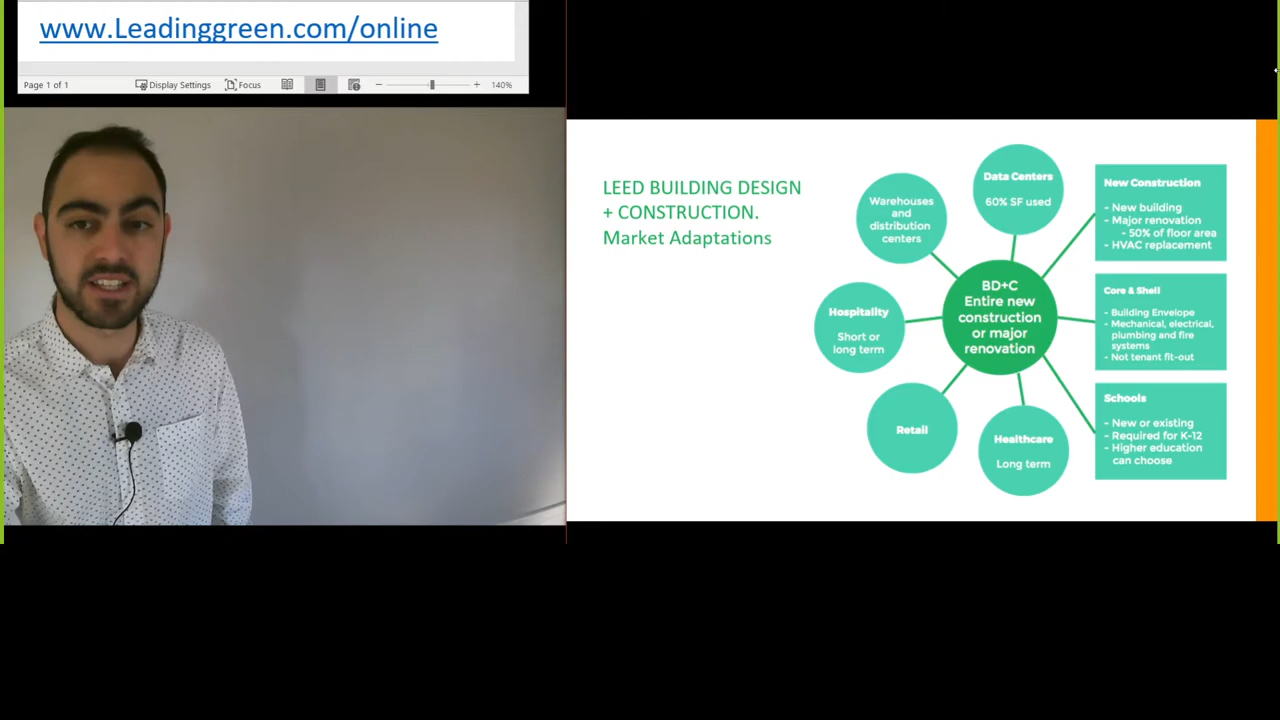 www.Leadinggreen.com/online
Page 1 of 1
Display Settings
Focus
140%
LEED BUILDING DESIGN
+ CONSTRUCTION.
Market Adaptations
Data Centers
60% SF used
Warehouses
and
distribution
centers
Hospitality
Short or
long term
Retail
Healthcare
Long term
BD+C
Entire new
construction
or major
renovation
New Construction
- New building
- Major renovation
- 50% of floor area
- HVAC replacement
Core & Shell
- Building Envelope
- Mechanical, electrical,
plumbing and fire
systems
- Not tenant fit-out
Schools
- New or existing
- Required for K-12
- Higher education
can choose